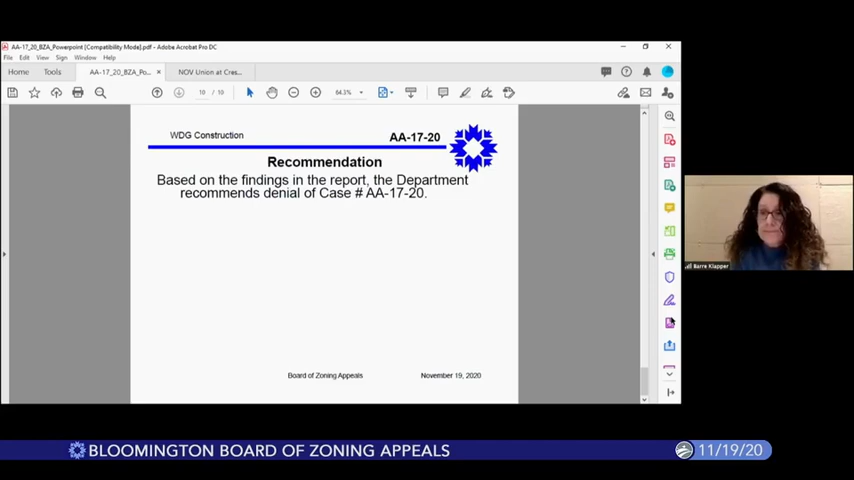 AA-17_20_BZA_Powerpoint [Compatibility Mode].pdf - Adobe Acrobat Pro DC
File Edit View Sign Window Help
Home Tools AA-17_20_BZA_Po... × NOV Union at Cres...
10 / 10 64.3%
WDG Construction AA-17-20
Recommendation
Based on the findings in the report, the Department
recommends denial of Case # AA-17-20.
Board of Zoning Appeals November 19, 2020
Barre Klapper
BLOOMINGTON BOARD OF ZONING APPEALS 11/19/20